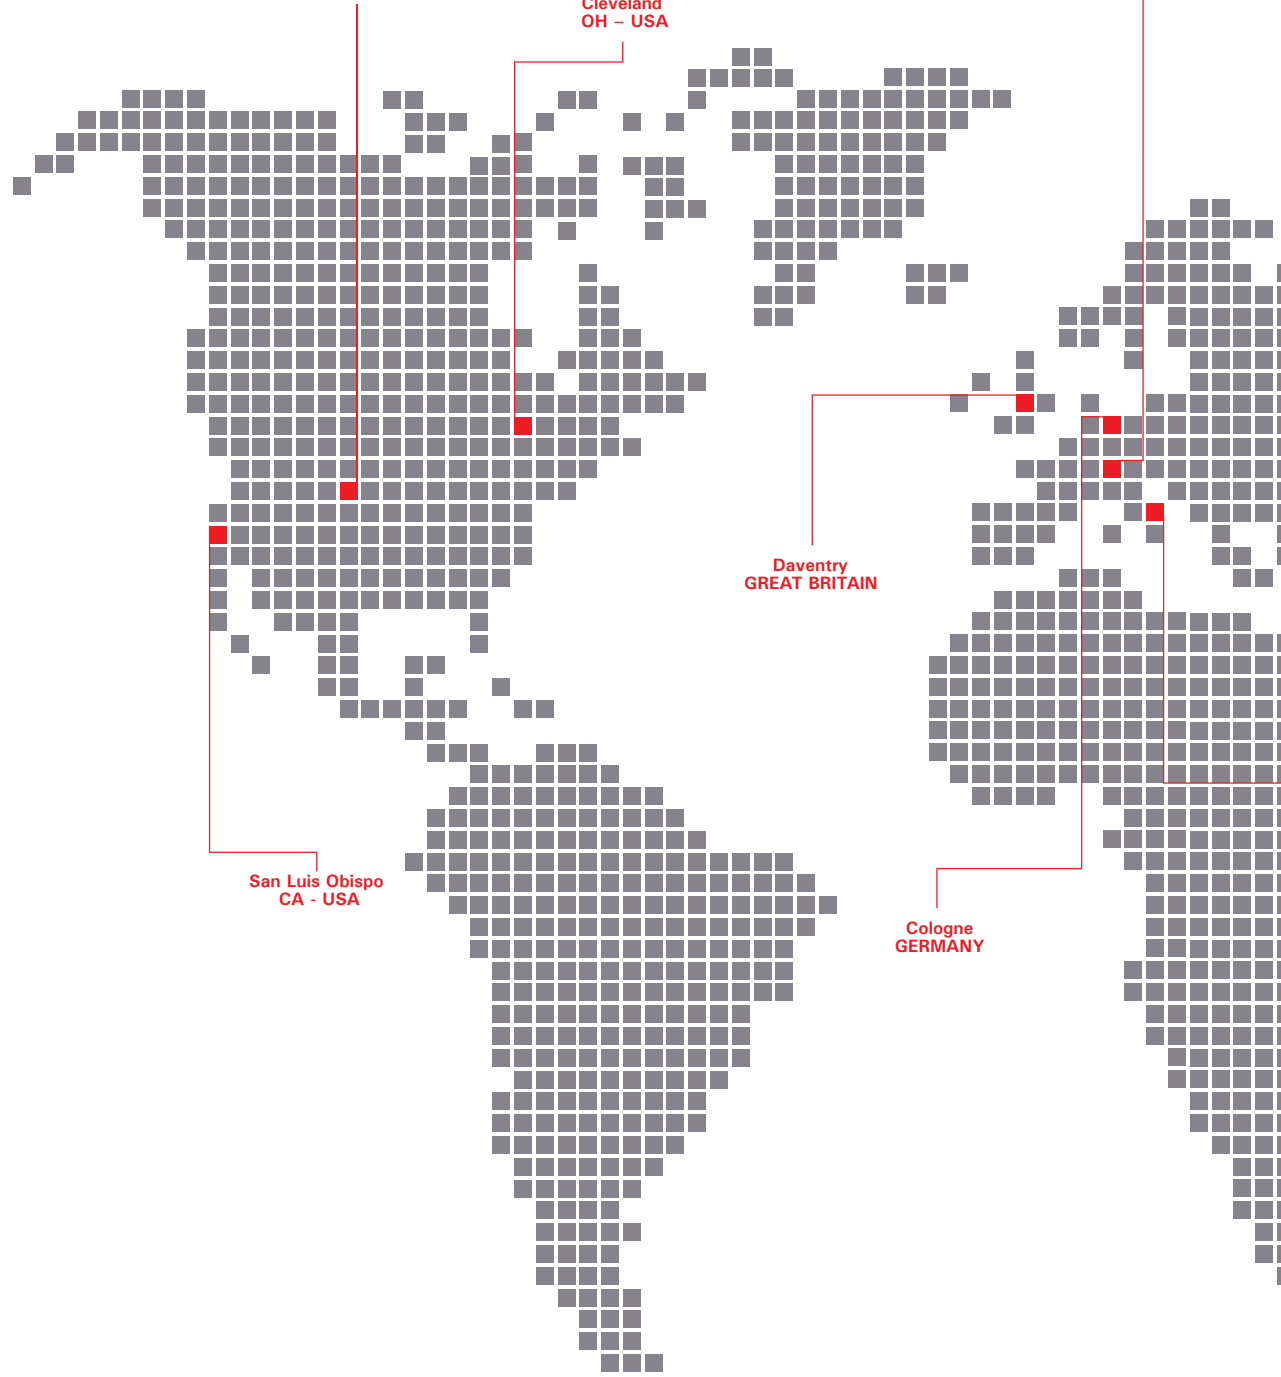 Cleveland
OH – USA
Daventry
GREAT BRITAIN
San Luis Obispo
CA - USA
Cologne
GERMANY